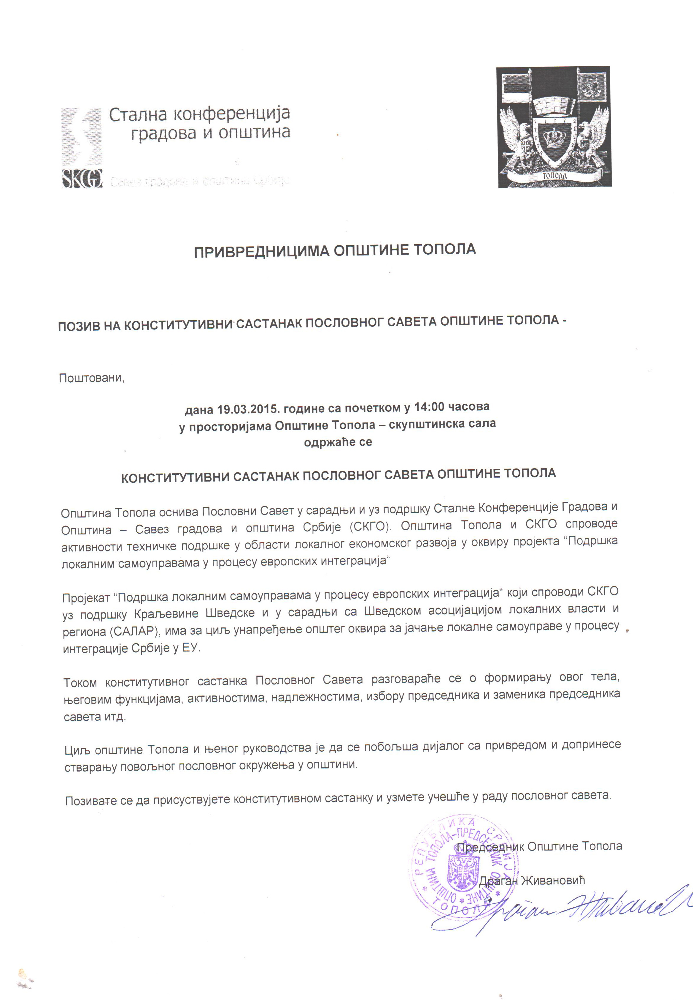 Стална конференција
градова и општина
SKGO
Савез градова и општина Србије
ТОПОЛА
ПРИВРЕДНИЦИМА ОПШТИНЕ ТОПОЛА
ПОЗИВ НА КОНСТИТУТИВНИ САСТАНАК ПОСЛОВНОГ САВЕТА ОПШТИНЕ ТОПОЛА -
Поштовани,
дана 19.03.2015. године са почетком у 14:00 часова
у просторијама Општине Топола – скупштинска сала
одржаће се
КОНСТИТУТИВНИ САСТАНАК ПОСЛОВНОГ САВЕТА ОПШТИНЕ ТОПОЛА
Општина Топола оснива Пословни Савет у сарадњи и уз подршку Сталне Конференције Градова и
Општина – Савез градова и општина Србије (СКГО). Општина Топола и СКГО спроводе
активности техничке подршке у области локалног економског развоја у оквиру пројекта “Подршка
локалним самоуправама у процесу европских интеграција“
Пројекат “Подршка локалним самоуправама у процесу европских интеграција“ који спроводи СКГО
уз подршку Краљевине Шведске и у сарадњи са Шведском асоцијацијом локалних власти и
региона (САЛАР), има за циљ унапређење општег оквира за јачање локалне самоуправе у процесу
интеграције Србије у ЕУ.
Током конститутивног састанка Пословног Савета разговараће се о формирању овог тела,
његовим функцијама, активностима, надлежностима, избору председника и заменика председника
савета итд.
Циљ општине Топола и њеног руководства је да се побољша дијалог са привредом и допринесе
стварању повољног пословног окружења у општини.
Позивате се да присуствујете конститутивном састанку и узмете учешће у раду пословног савета.
Председник Општине Топола
Драган Живановић
РЕПУБЛИКА СРБИЈА
ОПШТИНА ТОПОЛА-ПРЕДСЕДНИК ОПШТИНЕ
ТОПОЛА
Драган Живановић